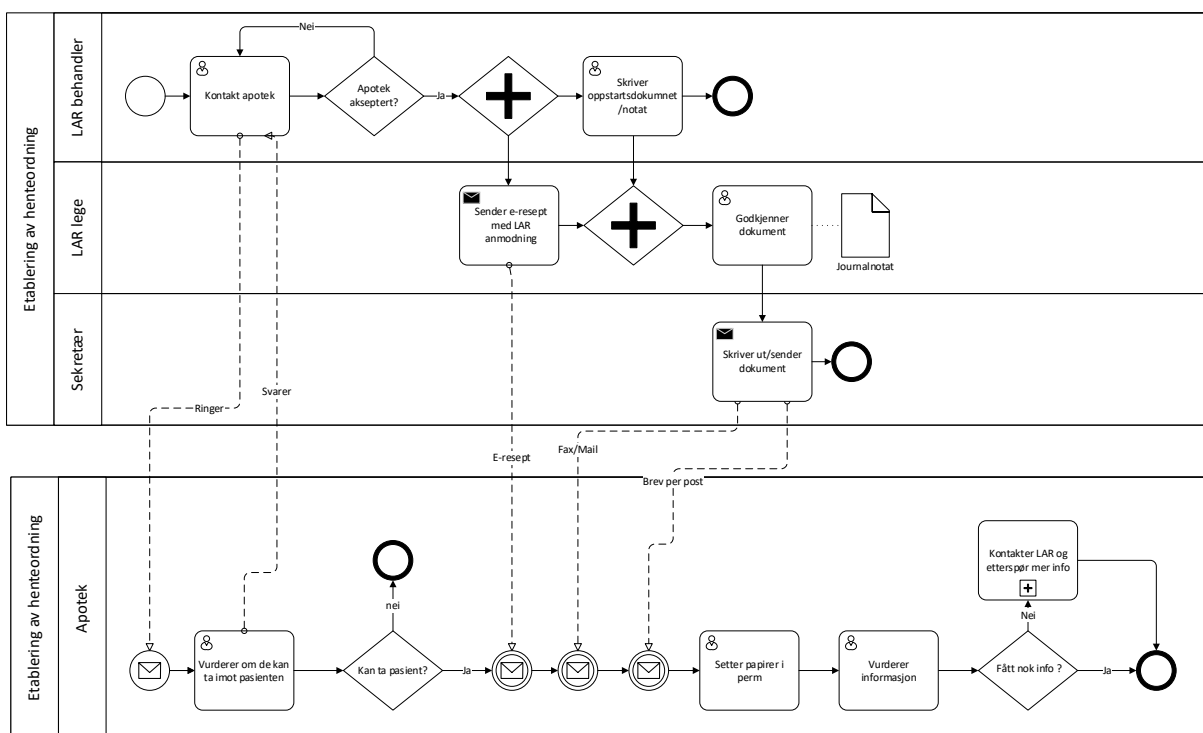 Etablering av henteordning
LAR behandler
Nei
Kontakt apotek
Apotek
akseptert?
Ja
Skriver
oppstartsdokumnet
/notat
LAR lege
Sender e-resept
med LAR
anmodning
Godkjenner
dokument
Journalnotat
Sekretær
Skriver ut/sender
dokument
Ringer
Svarer
E-resept
Fax/Mail
Brev per post
Etablering av henteordning
Apotek
Vurderer om de kan
ta imot pasienten
nei
Kan ta pasient?
Ja
Setter papirer i
perm
Vurderer
informasjon
Kontakter LAR og
etterspør mer info
Nei
Fått nok info ?
Ja